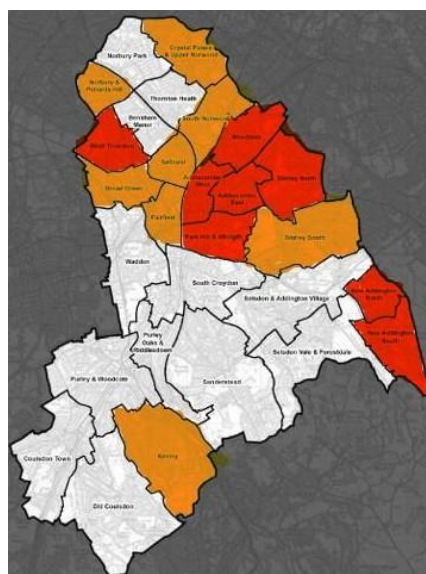 Crystal Palace
& Upper Norwood
Norbury Park
Norbury &
Pollards Hill
Thornton Heath
Bensham
Manor
South Norwood
West Thornton
Selhurst
Woodside
Addiscombe
West
Addiscombe
East
Shirley North
Broad Green
Fairfield
Park Hill & Whitgift
Shirley South
Waddon
South Croydon
Selsdon & Addington Village
New Addington
North
New Addington
South
Purley
Oaks &
Riddlesdown
Selsdon Vale & Forestdale
Sanderstead
Purley & Woodcote
Coulsdon Town
Kenley
Old Coulsdon